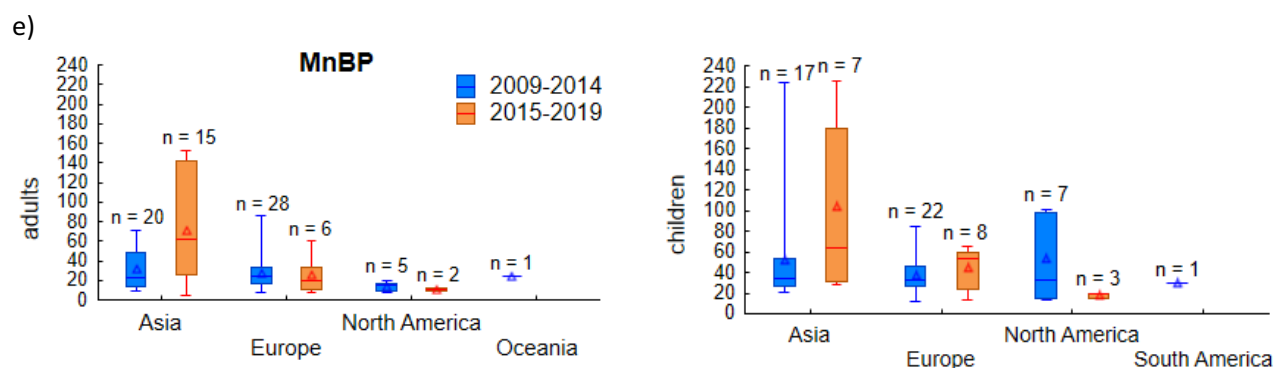 e)
MnBP
2009-2014
2015-2019
adults
240
220
200
180
160
140
120
100
80
60
40
20
0
n = 20
n = 15
n = 28
n = 6
n = 5
n = 2
n = 1
Asia
Europe
North America
Oceania
children
240
220
200
180
160
140
120
100
80
60
40
20
0
n = 17
n = 7
n = 22
n = 8
n = 7
n = 3
n = 1
Asia
Europe
North America
South America